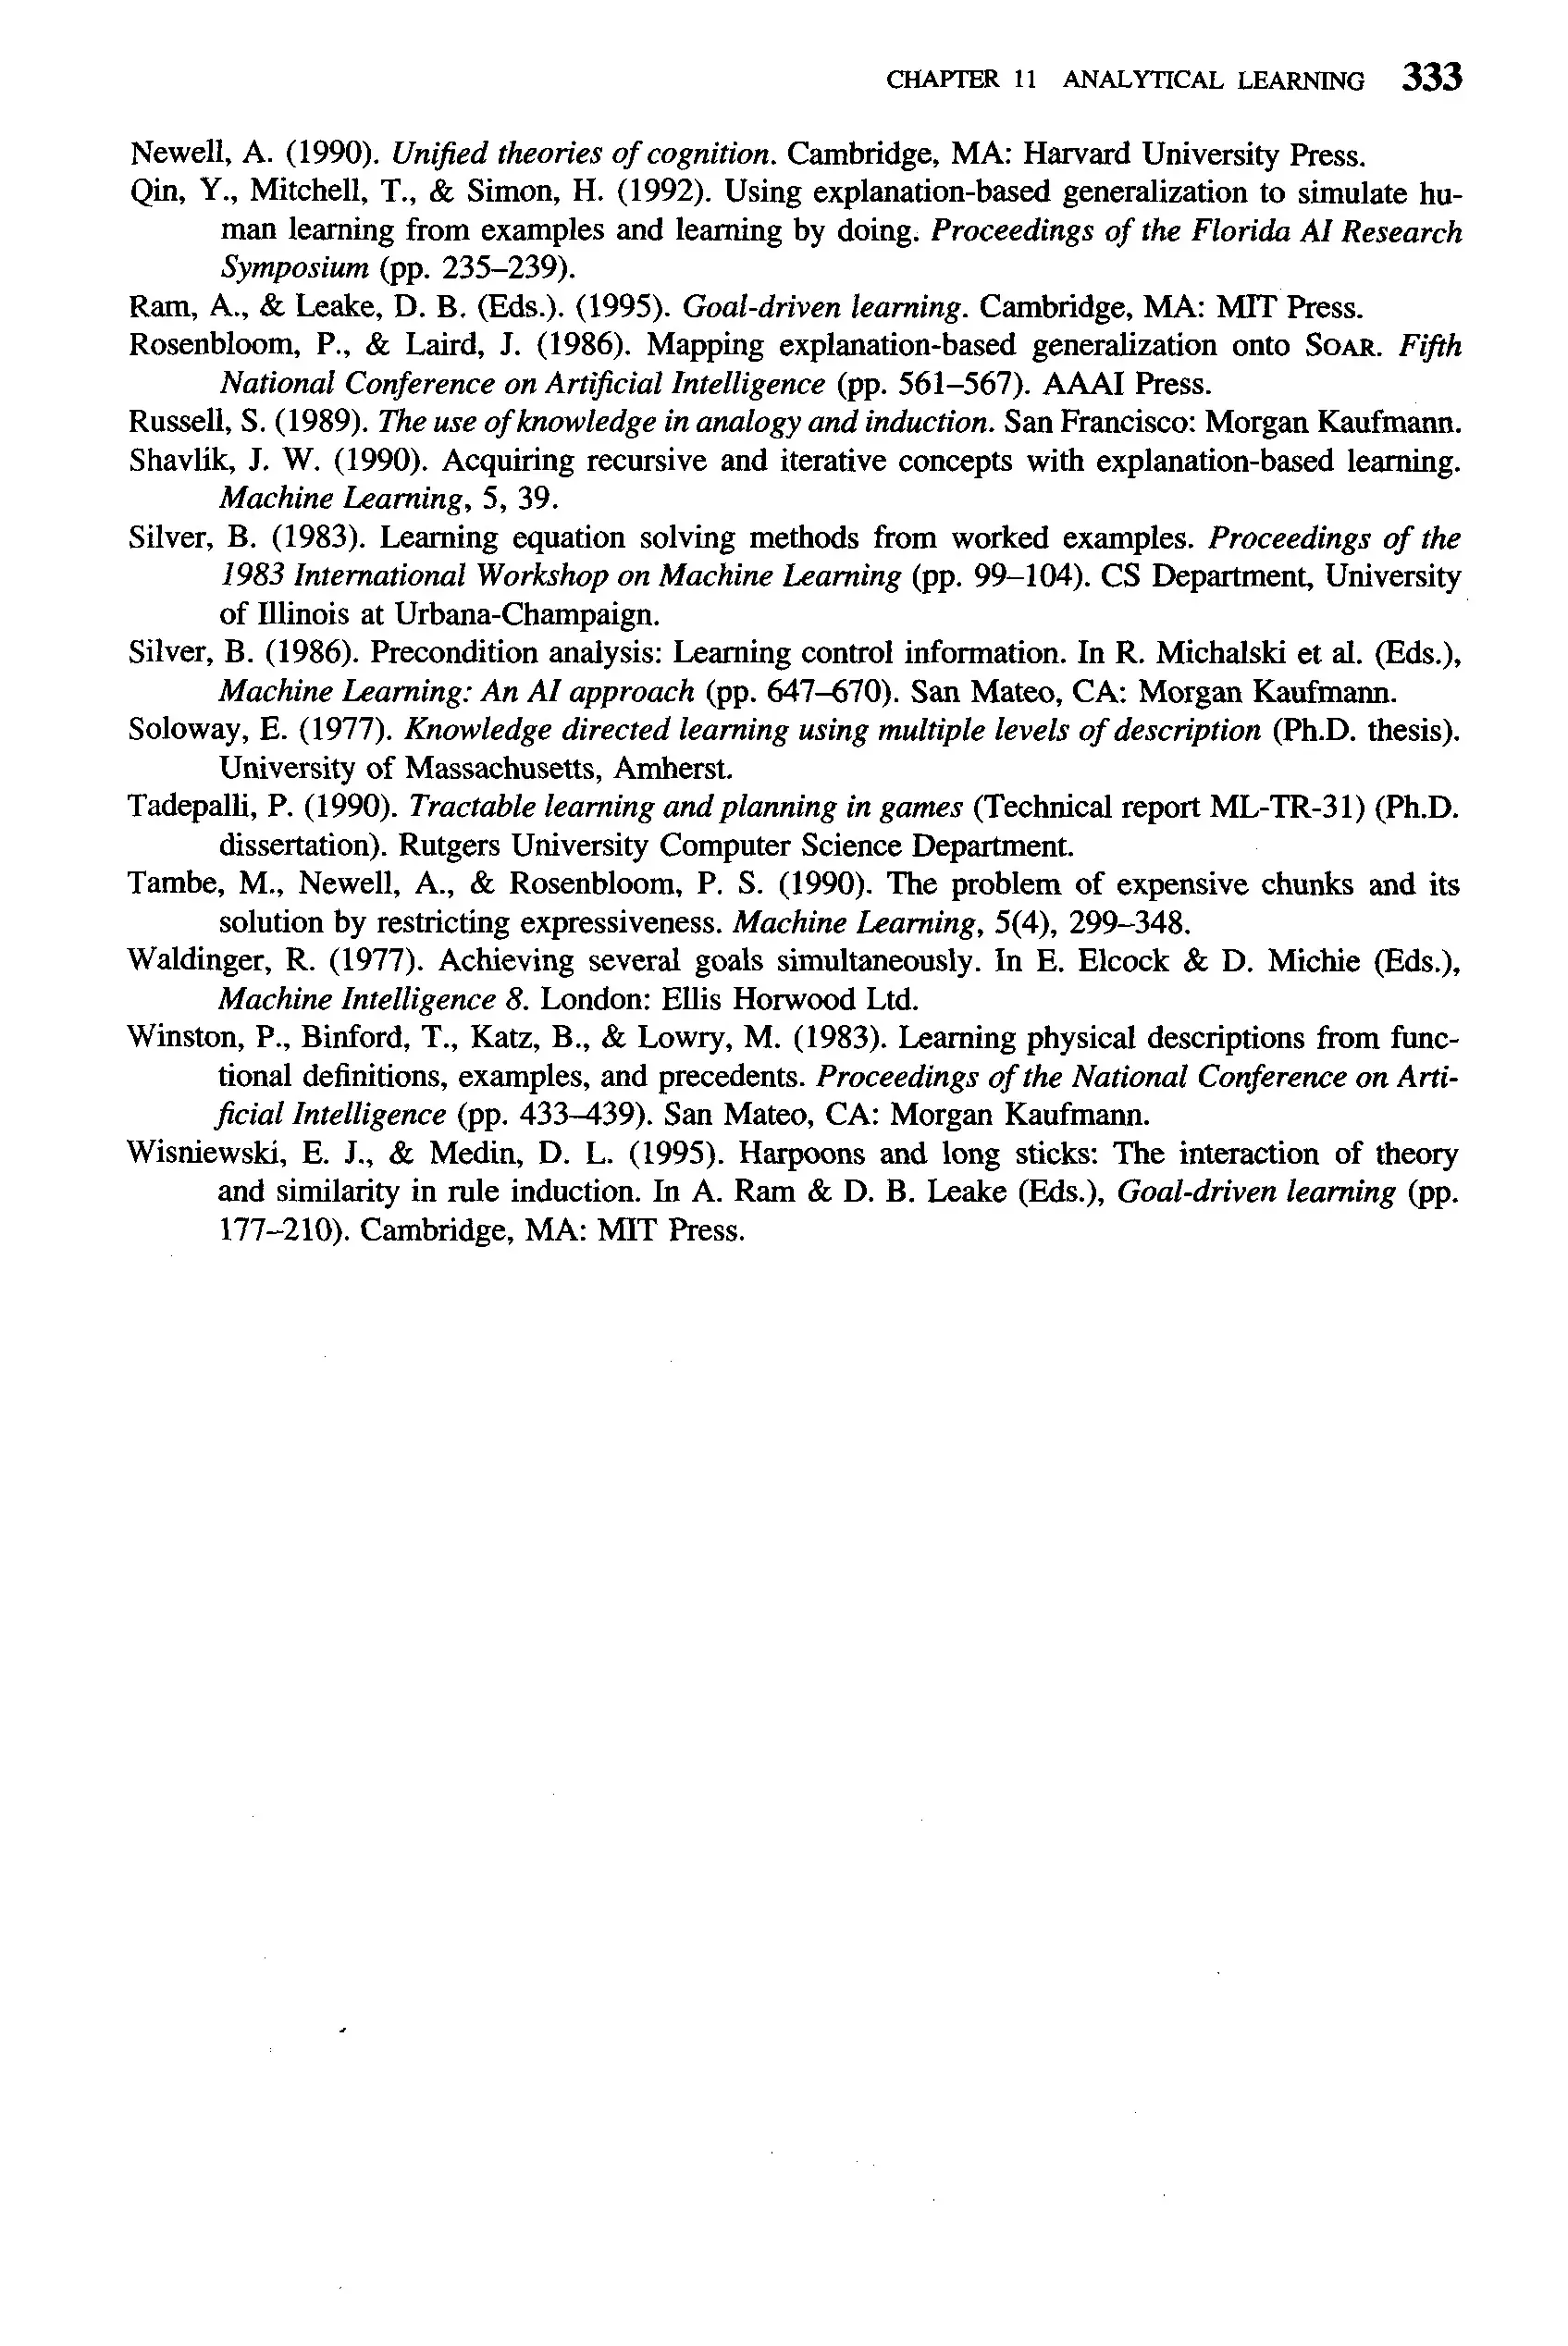 CHAPTER 11 ANALYTICAL LEARNING 333
Newell, A. (1990). Unified theories of cognition. Cambridge, MA: Harvard University Press.
Qin, Y., Mitchell, T., & Simon, H. (1992). Using explanation-based generalization to simulate hu-
man learning from examples and learning by doing. Proceedings of the Florida AI Research
Symposium (pp. 235–239).
Ram, A., & Leake, D. B. (Eds.). (1995). Goal-driven learning. Cambridge, MA: MIT Press.
Rosenbloom, P., & Laird, J. (1986). Mapping explanation-based generalization onto SOAR. Fifth
National Conference on Artificial Intelligence (pp. 561–567). AAAI Press.
Russell, S. (1989). The use of knowledge in analogy and induction. San Francisco: Morgan Kaufmann.
Shavlik, J. W. (1990). Acquiring recursive and iterative concepts with explanation-based learning.
Machine Learning, 5, 39.
Silver, B. (1983). Learning equation solving methods from worked examples. Proceedings of the
1983 International Workshop on Machine Learning (pp. 99–104). CS Department, University
of Illinois at Urbana-Champaign.
Silver, B. (1986). Precondition analysis: Learning control information. In R. Michalski et al. (Eds.),
Machine Learning: An AI approach (pp. 647–670). San Mateo, CA: Morgan Kaufmann.
Soloway, E. (1977). Knowledge directed learning using multiple levels of description (Ph.D. thesis).
University of Massachusetts, Amherst.
Tadepalli, P. (1990). Tractable learning and planning in games (Technical report ML-TR-31) (Ph.D.
dissertation). Rutgers University Computer Science Department.
Tambe, M., Newell, A., & Rosenbloom, P. S. (1990). The problem of expensive chunks and its
solution by restricting expressiveness. Machine Learning, 5(4), 299–348.
Waldinger, R. (1977). Achieving several goals simultaneously. In E. Elcock & D. Michie (Eds.),
Machine Intelligence 8. London: Ellis Horwood Ltd.
Winston, P., Binford, T., Katz, B., & Lowry, M. (1983). Learning physical descriptions from func-
tional definitions, examples, and precedents. Proceedings of the National Conference on Arti-
ficial Intelligence (pp. 433–439). San Mateo, CA: Morgan Kaufmann.
Wisniewski, E. J., & Medin, D. L. (1995). Harpoons and long sticks: The interaction of theory
and similarity in rule induction. In A. Ram & D. B. Leake (Eds.), Goal-driven learning (pp.
177–210). Cambridge, MA: MIT Press.